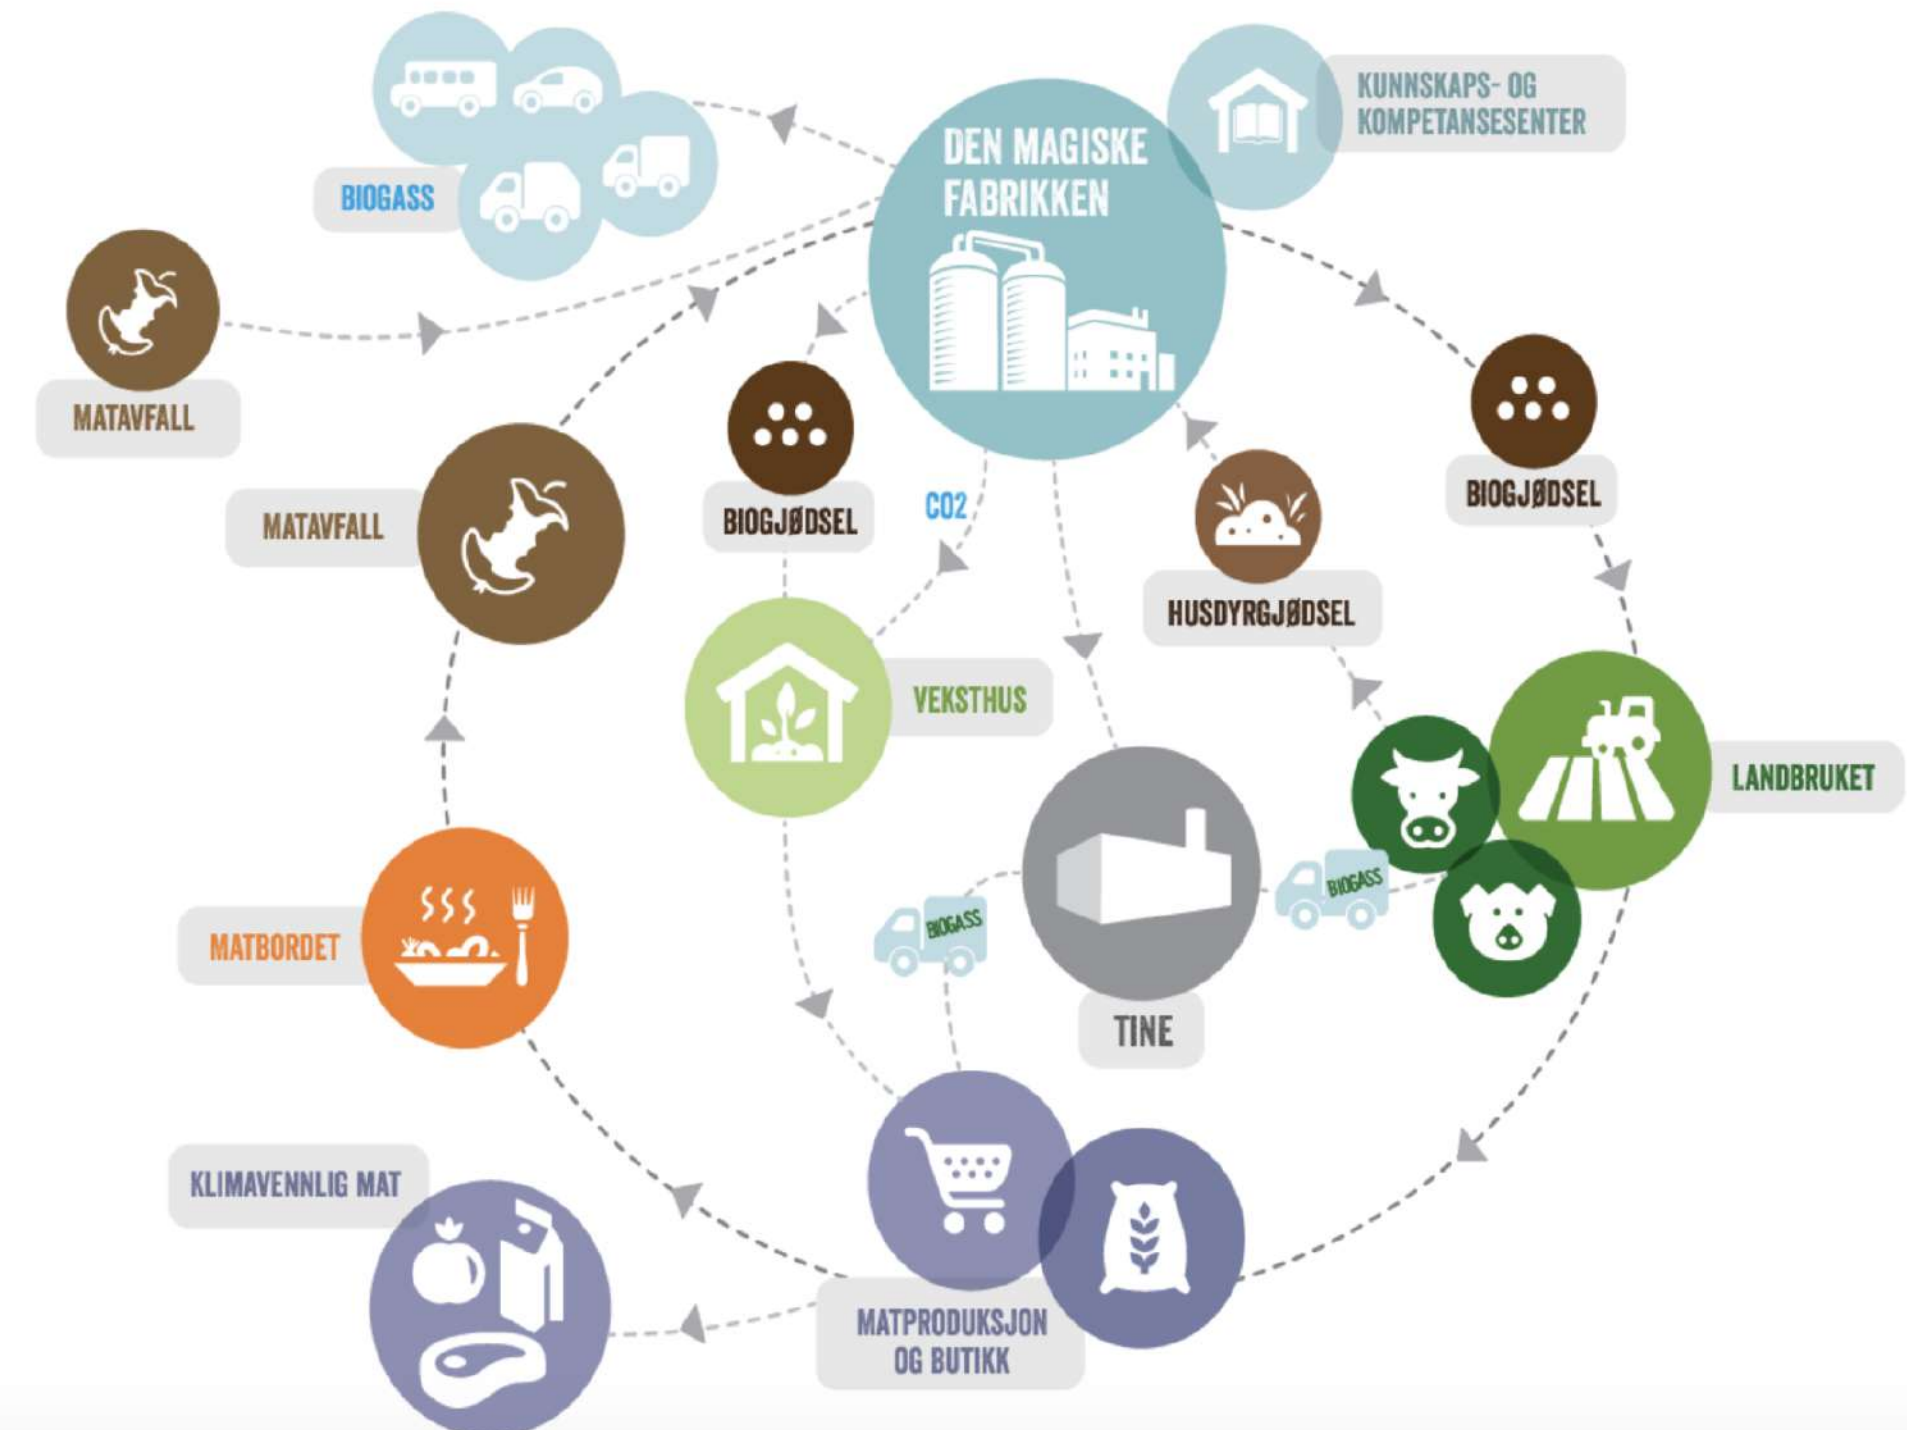 KUNNSKAPS- OG
KOMPETANSESENTER
DEN MAGISKE
FABRIKKEN
BIOGASS
MATAVFALL
MATAVFALL
BIOGJØDSEL
CO2
BIOGJØDSEL
HUSDYRGJØDSEL
VEKSTHUS
LANDBRUKET
BIOGASS
BIOGASS
MATBORDET
TINE
KLIMAVENNLIG MAT
MATPRODUKSJON
OG BUTIKK